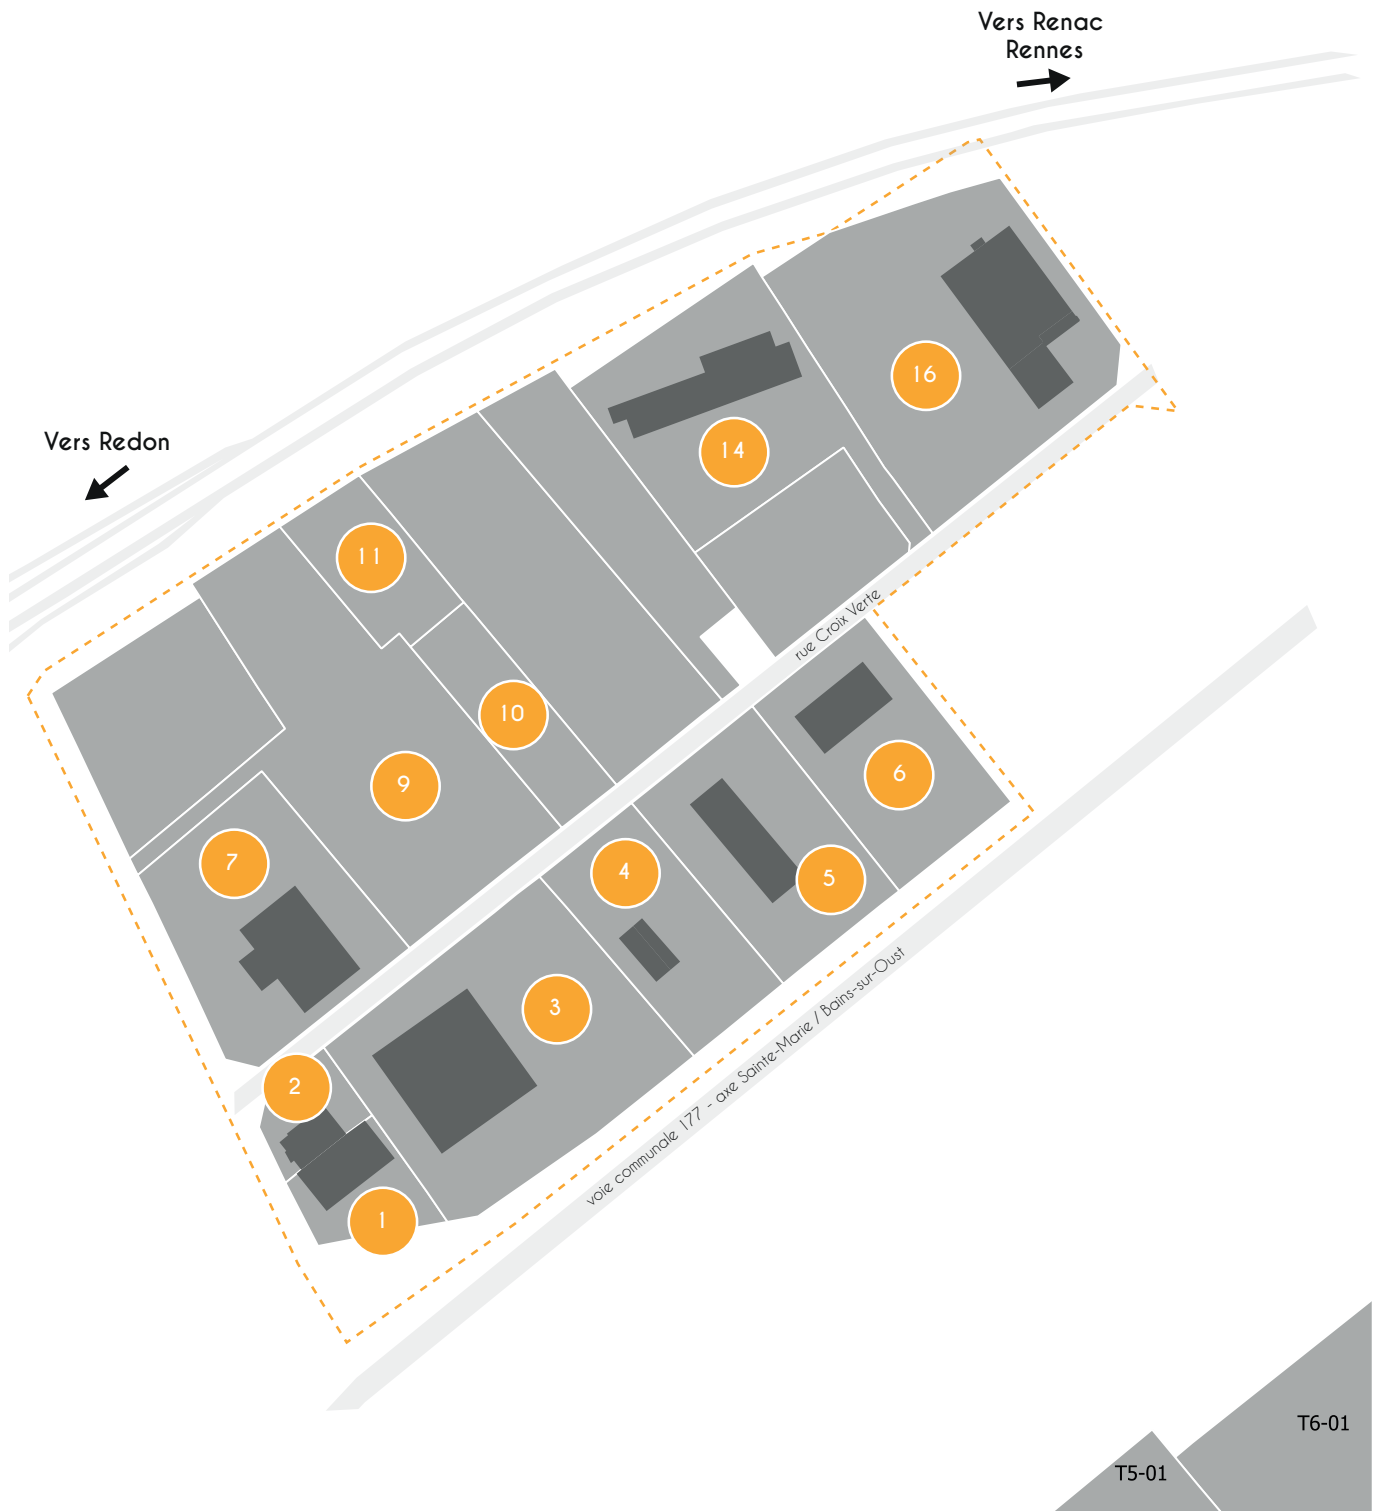 Vers Renac
Rennes
Vers Redon
16
14
11
10
9
7
rue Croix Verte
6
5
4
3
2
1
voie communale 177 - axe Sainte-Marie / Bains-sur-Oust
T6-01
T5-01